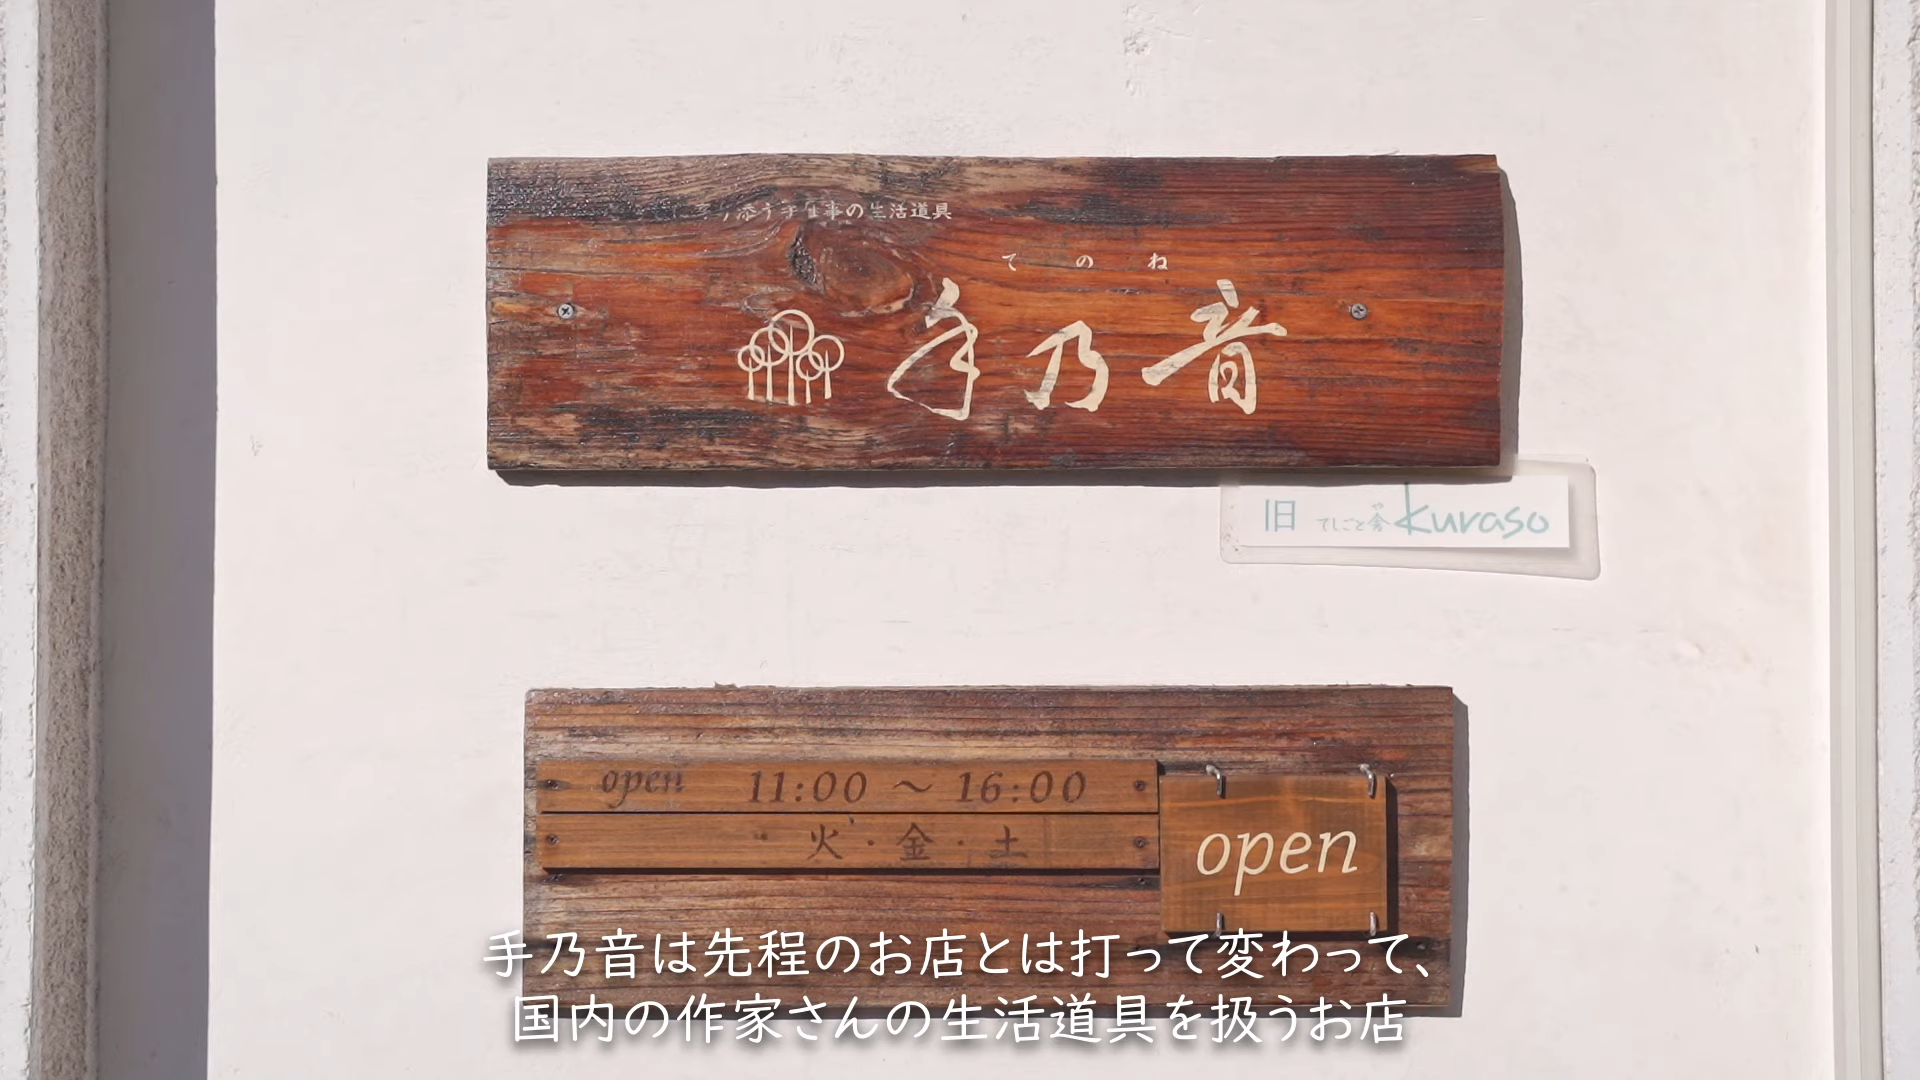 添う手仕事の生活道具
てのね
手乃音
旧 てしごと舎 kuraso
や
open 11:00 ～ 16:00
火・金・土
open
手乃音は先程のお店とは打って変わって、
国内の作家さんの生活道具を扱うお店